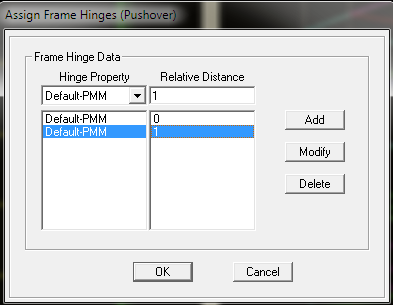 Assign Frame Hinges (Pushover)
Frame Hinge Data
Hinge Property Relative Distance
Default-PMM 1
Default-PMM 0
Default-PMM 1
Add
Modify
Delete
OK Cancel